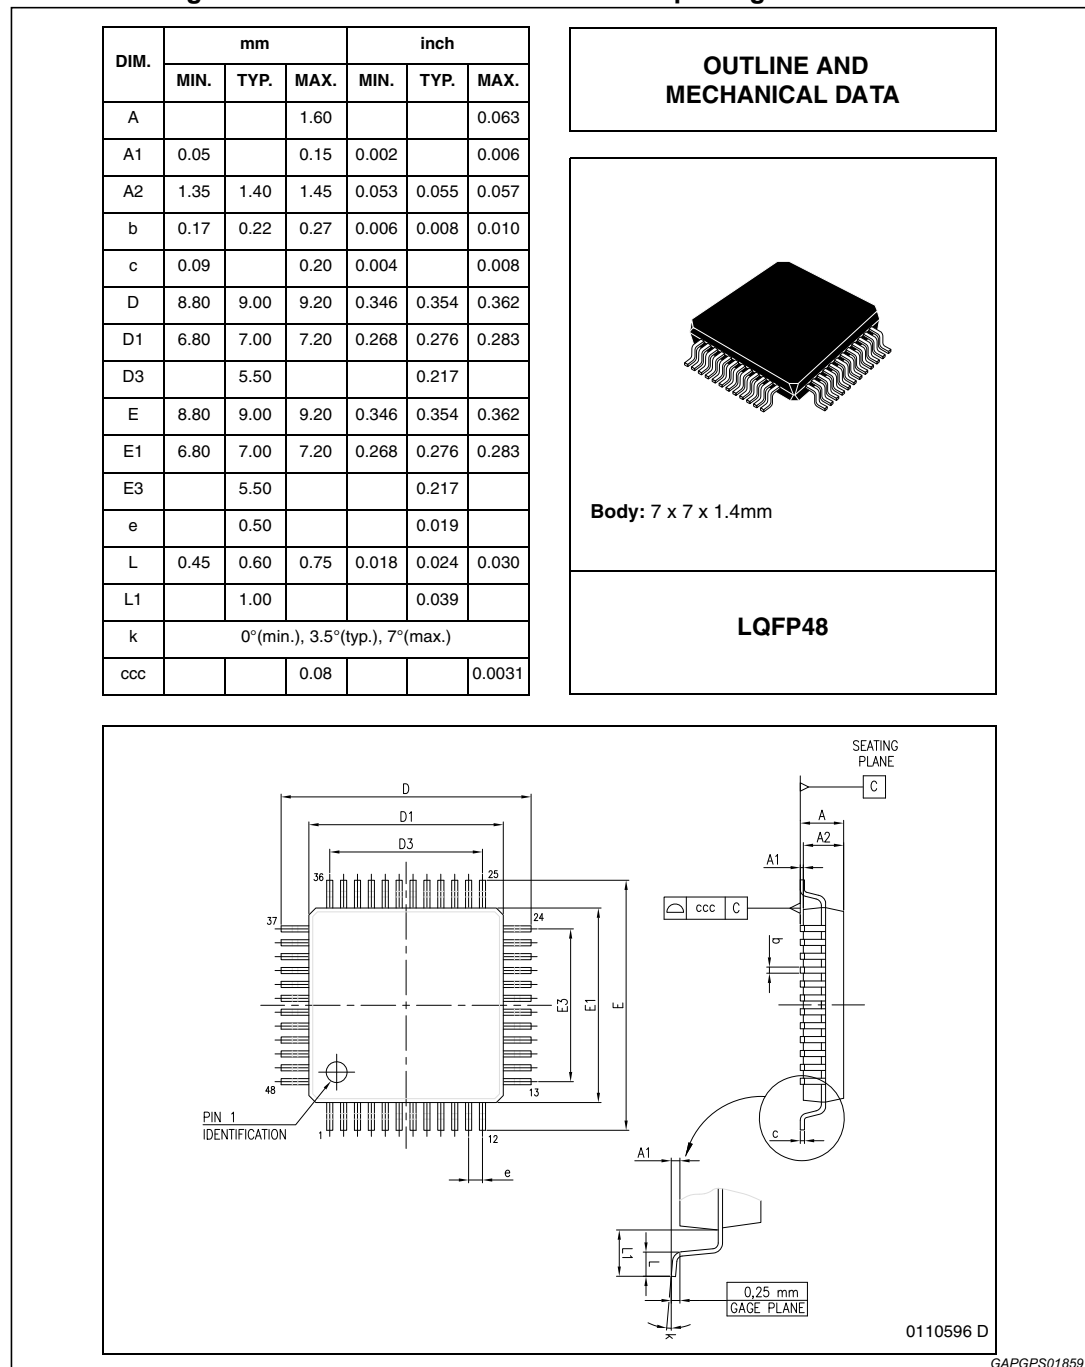 DIM. mm inch
MIN. TYP. MAX. MIN. TYP. MAX.
A 1.60 0.063
A1 0.05 0.15 0.002 0.006
A2 1.35 1.40 1.45 0.053 0.055 0.057
b 0.17 0.22 0.27 0.006 0.008 0.010
c 0.09 0.20 0.004 0.008
D 8.80 9.00 9.20 0.346 0.354 0.362
D1 6.80 7.00 7.20 0.268 0.276 0.283
D3 5.50 0.217
E 8.80 9.00 9.20 0.346 0.354 0.362
E1 6.80 7.00 7.20 0.268 0.276 0.283
E3 5.50 0.217
e 0.50 0.019
L 0.45 0.60 0.75 0.018 0.024 0.030
L1 1.00 0.039
k 0°(min.), 3.5°(typ.), 7°(max.)
ccc 0.08 0.0031
OUTLINE AND
MECHANICAL DATA
Body: 7 x 7 x 1.4mm
LQFP48
SEATING
PLANE
C
D
D1
D3
A
A2
A1
36
25
37
24
ccc C
b
E3
E1
E
48
13
PIN 1
IDENTIFICATION
1
12
e
c
A1
L1
L
0,25 mm
GAGE PLANE
k
0110596 D
GAPGPS01859